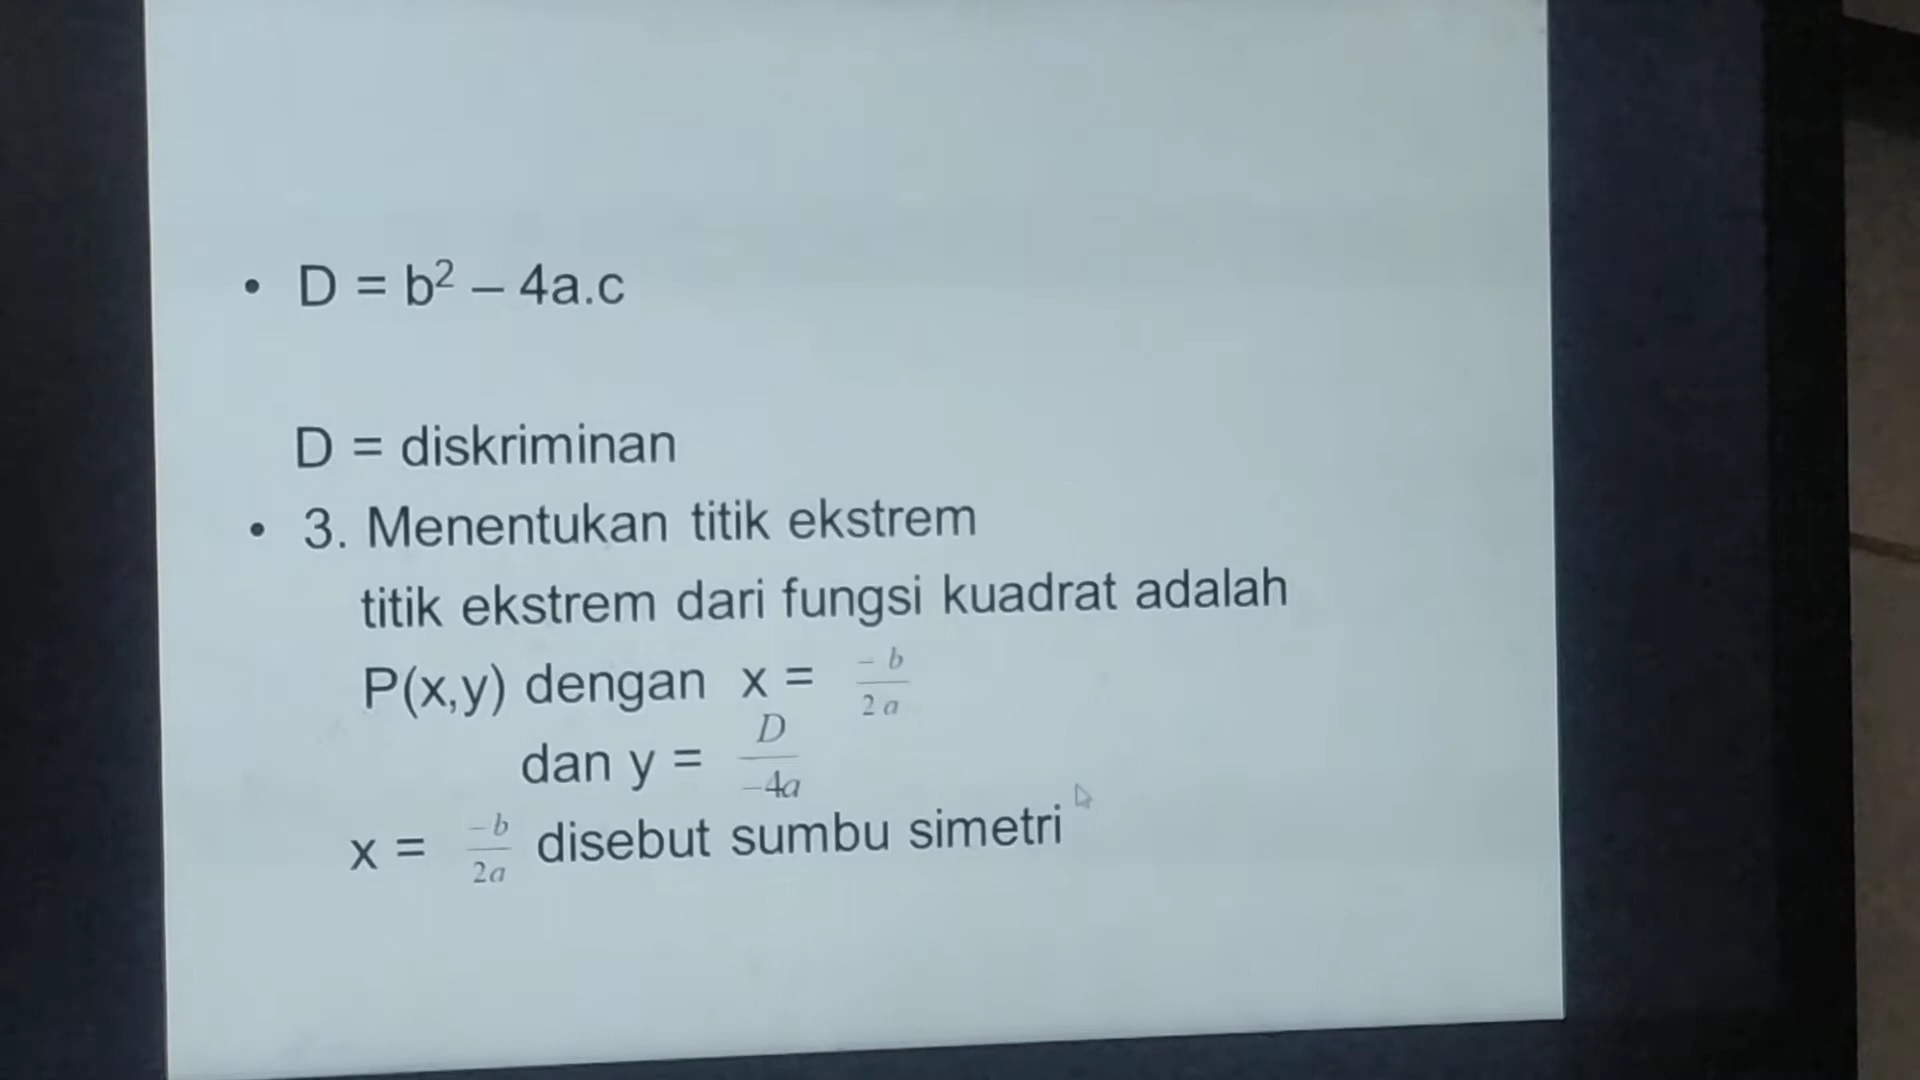 • D = b² – 4a.c
D = diskriminan
• 3. Menentukan titik ekstrem
titik ekstrem dari fungsi kuadrat adalah
P(x,y) dengan x = -b/2a
dan y = D/-4a
x = -b/2a disebut sumbu simetri